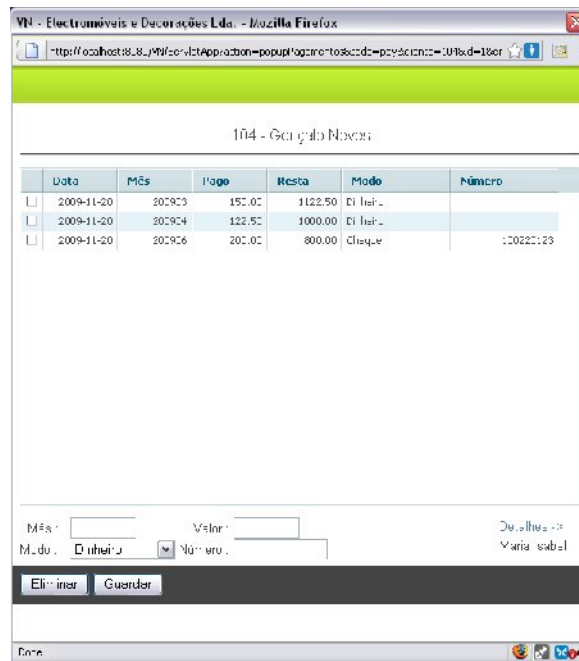 VN - Electromóveis e Decorações Lda. - Mozilla Firefox
104 - Gonçalo Novos
Data Mês Pago Resta Modo Número
2009-11-20 200903 150.00 1122.50 Dinheiro
2009-11-20 200904 122.50 1000.00 Dinheiro
2009-11-20 200906 200.00 800.00 Cheque
Mês : Valor : Detalhes ->
Modo : Dinheiro Número : Maria Isabel
Eliminar Guardar
Done